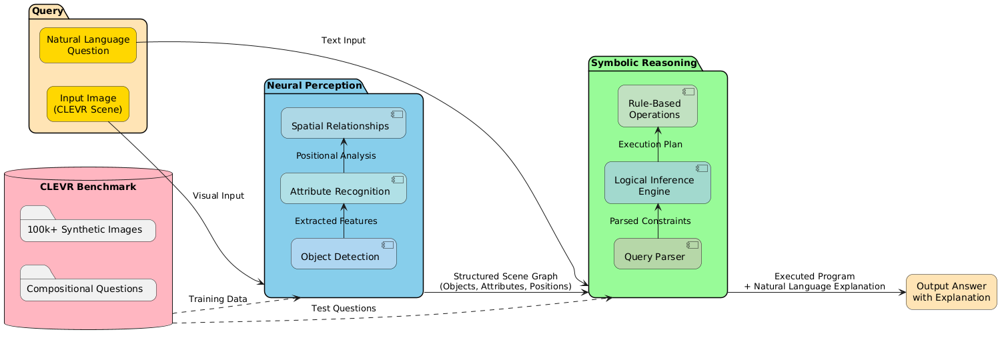 Query
Natural Language
Question
Input Image
(CLEVR Scene)
Text Input
Visual Input
CLEVR Benchmark
100k+ Synthetic Images
Compositional Questions
Training Data
Test Questions
Neural Perception
Spatial Relationships
Positional Analysis
Attribute Recognition
Extracted Features
Object Detection
Structured Scene Graph
(Objects, Attributes, Positions)
Symbolic Reasoning
Rule-Based
Operations
Execution Plan
Logical Inference
Engine
Parsed Constraints
Query Parser
Executed Program
+ Natural Language Explanation
Output Answer
with Explanation